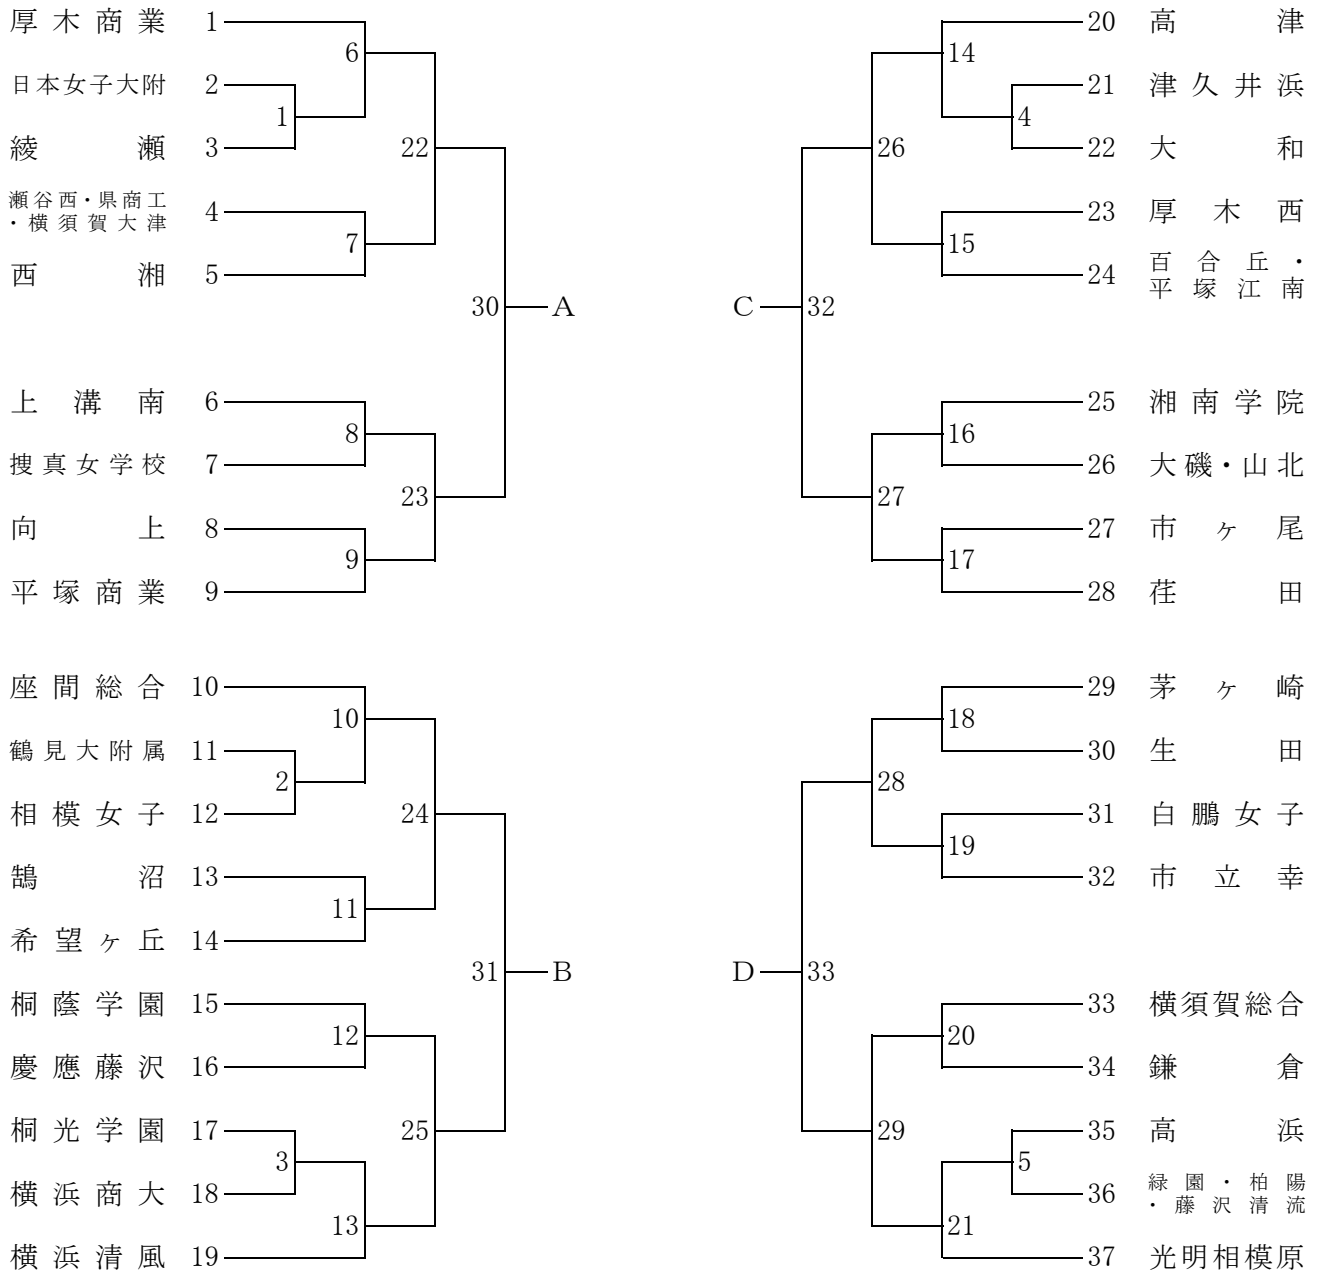 厚木商業 1
6
日本女子大附 2
1
綾瀬 3
22
瀬谷西・県商工
・横須賀大津 4
7
西湘 5
30 A
上溝南 6
8
捜真女学校 7
23
向上 8
9
平塚商業 9
座間総合 10
10
鶴見大附属 11
2
相模女子 12
24
鵠沼 13
11
希望ヶ丘 14
31 B
桐蔭学園 15
12
慶應藤沢 16
桐光学園 17
25
3
横浜商大 18
13
横浜清風 19
20 高津
14
21 津久井浜
4
22 大和
26
23 厚木西
15
24 百合丘・
平塚江南
C 32
25 湘南学院
16
26 大磯・山北
27
27 市ヶ尾
17
28 荏田
29 茅ヶ崎
18
30 生田
28
31 白鵬女子
19
32 市立幸
D 33
33 横須賀総合
20
34 鎌倉
35 高浜
29
5
36 緑園・柏陽
・藤沢清流
21
37 光明相模原